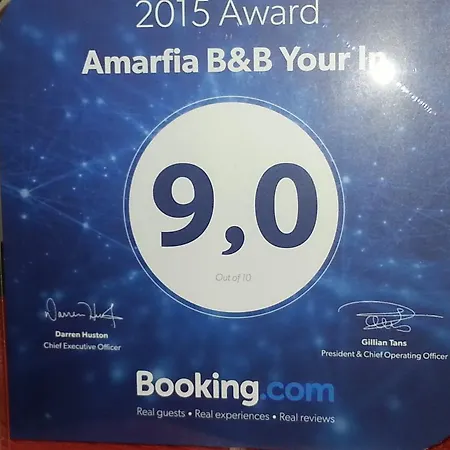 2015 Award
Amarfia B&B Your In
9,0
Out of 10
Darren Huston
Chief Executive Officer
Gillian Tans
President & Chief Operating Officer
Booking.com
Real guests • Real experiences • Real reviews